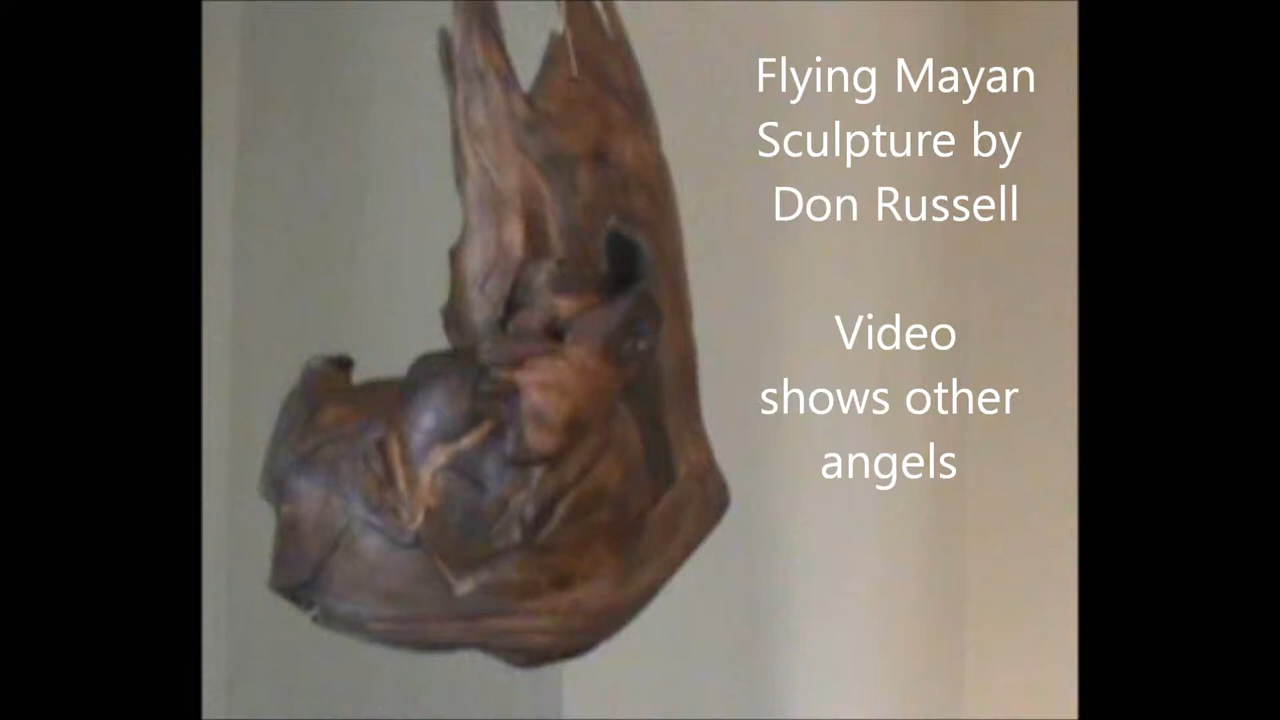 Flying Mayan
Sculpture by
Don Russell
Video
shows other
angels